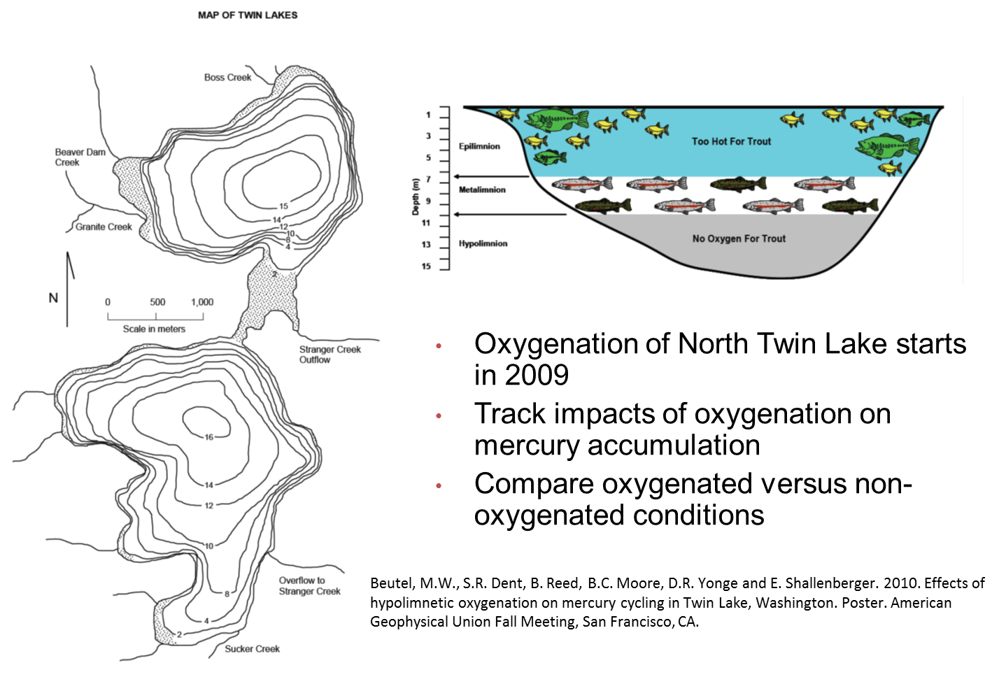 MAP OF TWIN LAKES
Boss Creek
Beaver Dam
Creek
Granite Creek
15
14
12
10
8
4
2
N
0 500 1,000
Scale in meters
Stranger Creek
Outflow
16
14
12
10
8
4
2
Overflow to
Stranger Creek
Sucker Creek
Depth (m)
1
3
5
7
9
11
13
15
Epilimnion
Metalimnion
Hypolimnion
Too Hot For Trout
No Oxygen For Trout
• Oxygenation of North Twin Lake starts
in 2009
• Track impacts of oxygenation on
mercury accumulation
• Compare oxygenated versus non-
oxygenated conditions
Beutel, M.W., S.R. Dent, B. Reed, B.C. Moore, D.R. Yonge and E. Shallenberger. 2010. Effects of
hypolimnetic oxygenation on mercury cycling in Twin Lake, Washington. Poster. American
Geophysical Union Fall Meeting, San Francisco, CA.